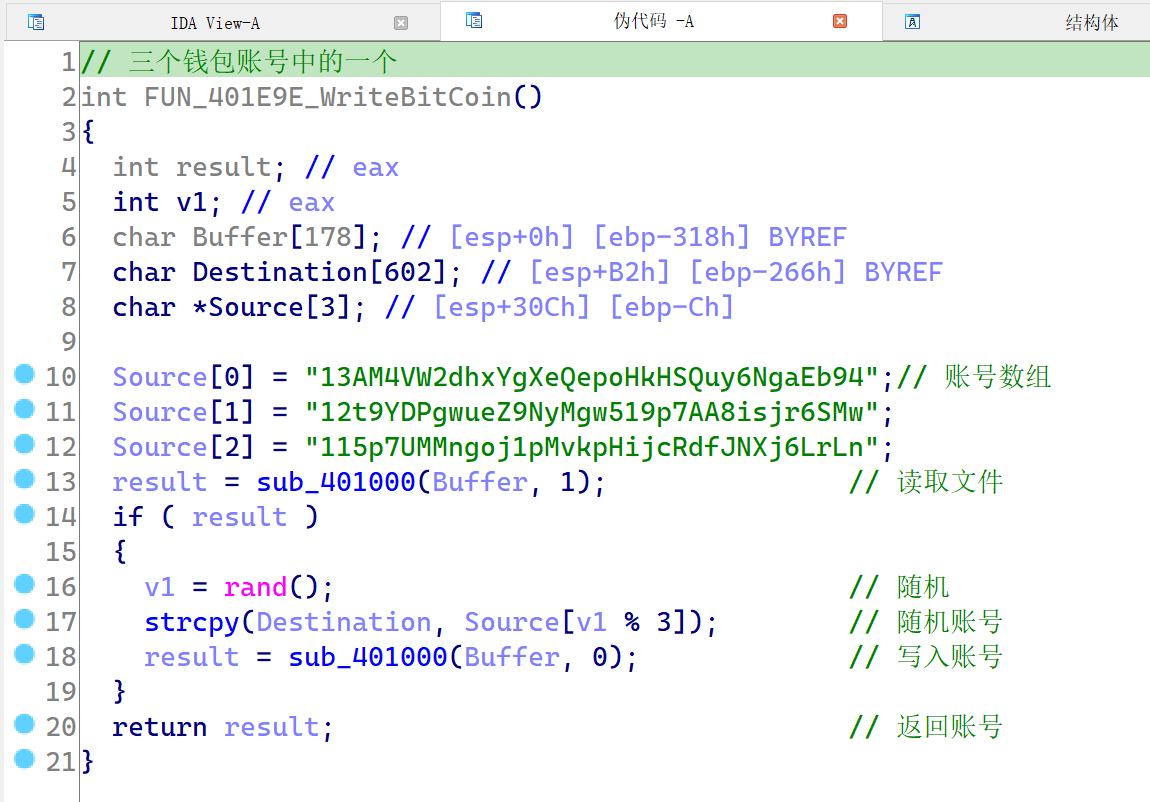 IDA View-A 伪代码 -A 结构体
1 // 三个钱包账号中的一个
2 int FUN_401E9E_WriteBitCoin()
3 {
4   int result; // eax
5   int v1; // eax
6   char Buffer[178]; // [esp+0h] [ebp-318h] BYREF
7   char Destination[602]; // [esp+B2h] [ebp-266h] BYREF
8   char *Source[3]; // [esp+30Ch] [ebp-Ch]
9
10   Source[0] = "13AM4VW2dhxYgXeQepoHkHSQuy6NgaEb94";// 账号数组
11   Source[1] = "12t9YDPgwueZ9NyMgw519p7AA8isjr6SMw";
12   Source[2] = "115p7UMMngoj1pMvkpHijcRdfJNXj6LrLn";
13   result = sub_401000(Buffer, 1); // 读取文件
14   if ( result )
15   {
16     v1 = rand(); // 随机
17     strcpy(Destination, Source[v1 % 3]); // 随机账号
18     result = sub_401000(Buffer, 0); // 写入账号
19   }
20   return result; // 返回账号
21 }